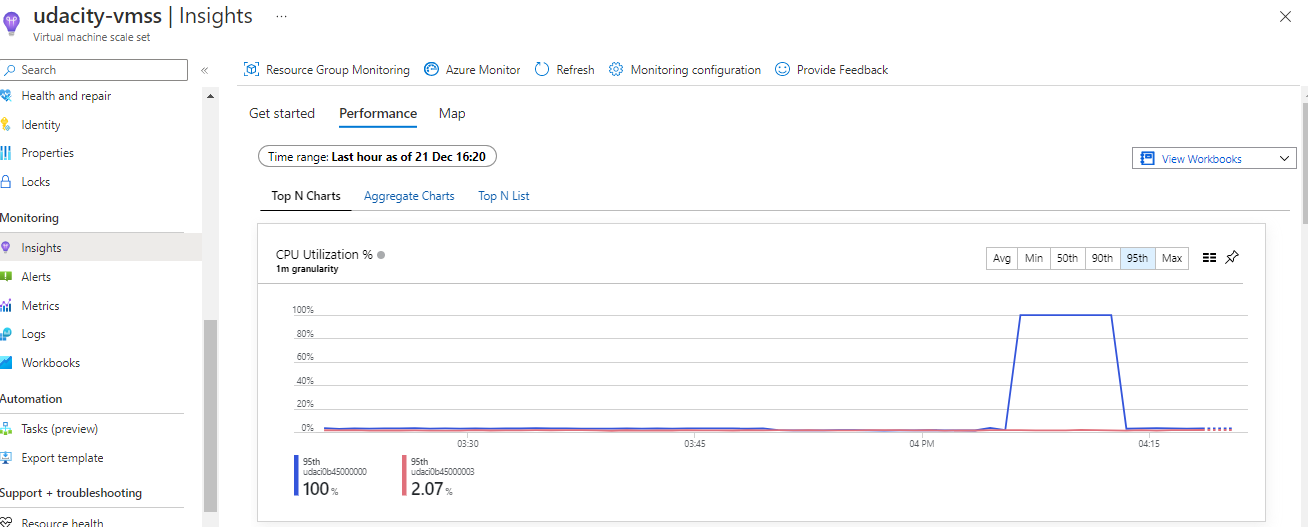 udacity-vmss | Insights ...
Virtual machine scale set
Search
«
Health and repair
Identity
Properties
Locks
Monitoring
Insights
Alerts
Metrics
Logs
Workbooks
Automation
Tasks (preview)
Export template
Support + troubleshooting
Resource health
Resource Group Monitoring Azure Monitor Refresh Monitoring configuration Provide Feedback
Get started Performance Map
Time range: Last hour as of 21 Dec 16:20
View Workbooks
Top N Charts Aggregate Charts Top N List
CPU Utilization %
1m granularity
Avg Min 50th 90th 95th Max
100%
80%
60%
40%
20%
0%
03:30 03:45 04 PM 04:15
95th
udaci0b45000000
100 %
95th
udaci0b45000003
2.07 %